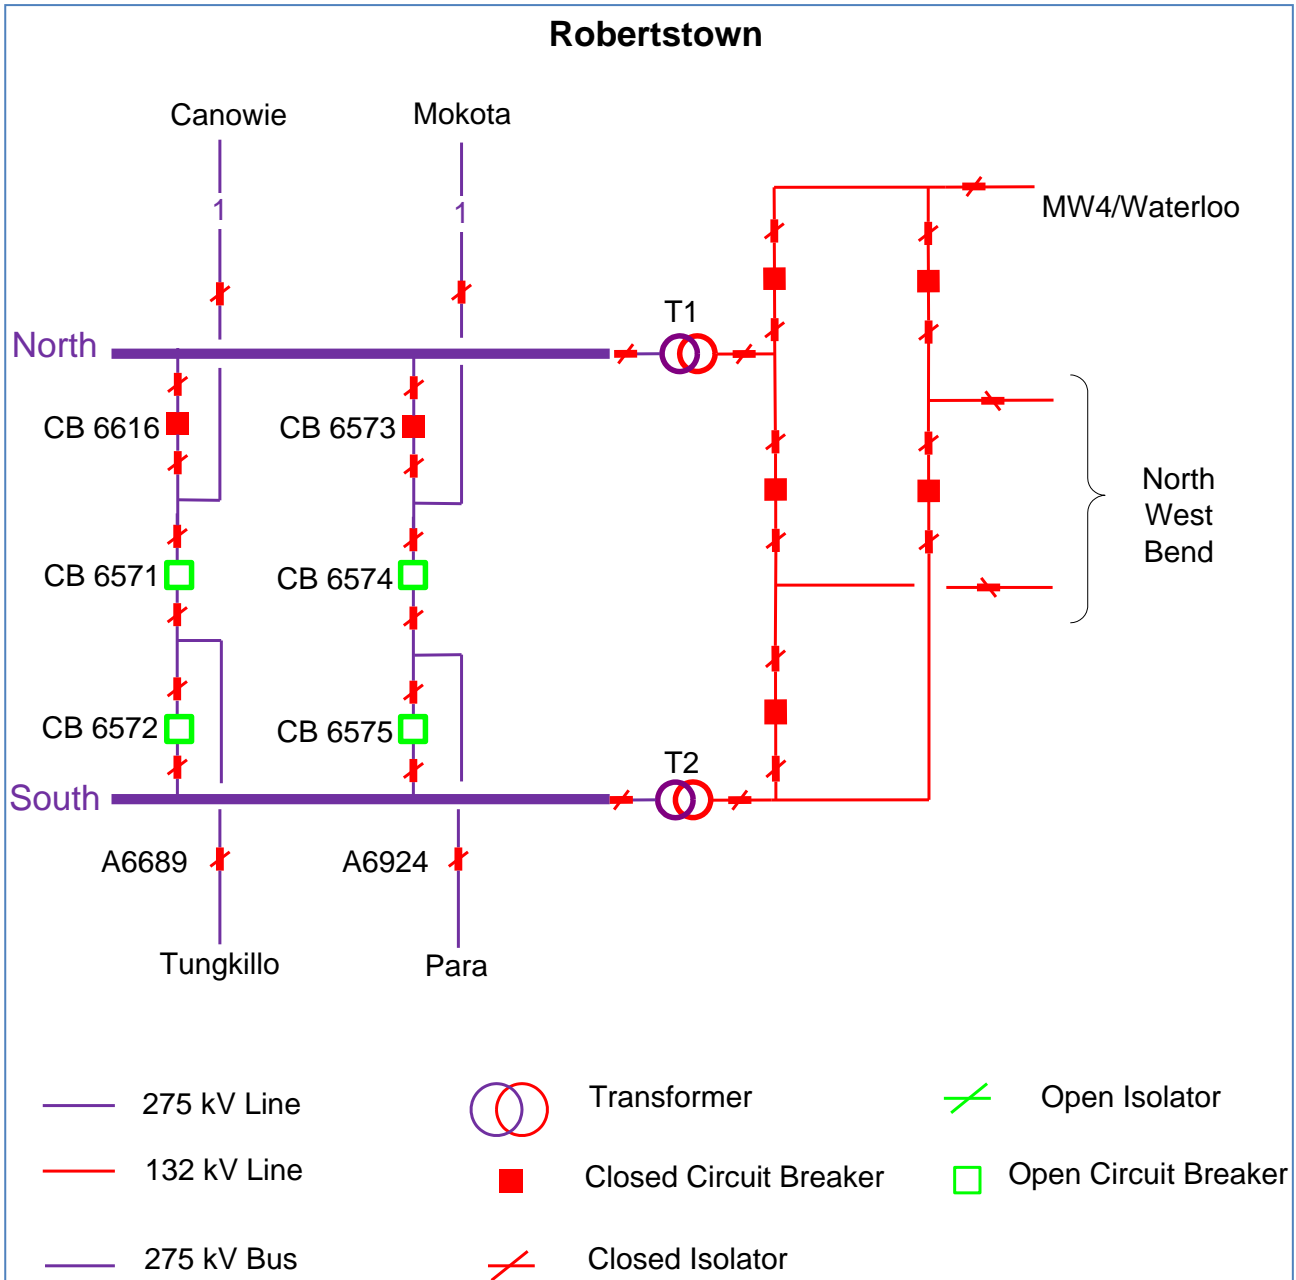 Robertstown
Canowie
Mokota
1
1
MW4/Waterloo
T1
North
CB 6616
CB 6573
North
West
Bend
CB 6571
CB 6574
CB 6572
CB 6575
T2
South
A6689
A6924
Tungkillo
Para
275 kV Line
Transformer
Open Isolator
132 kV Line
Closed Circuit Breaker
Open Circuit Breaker
275 kV Bus
Closed Isolator